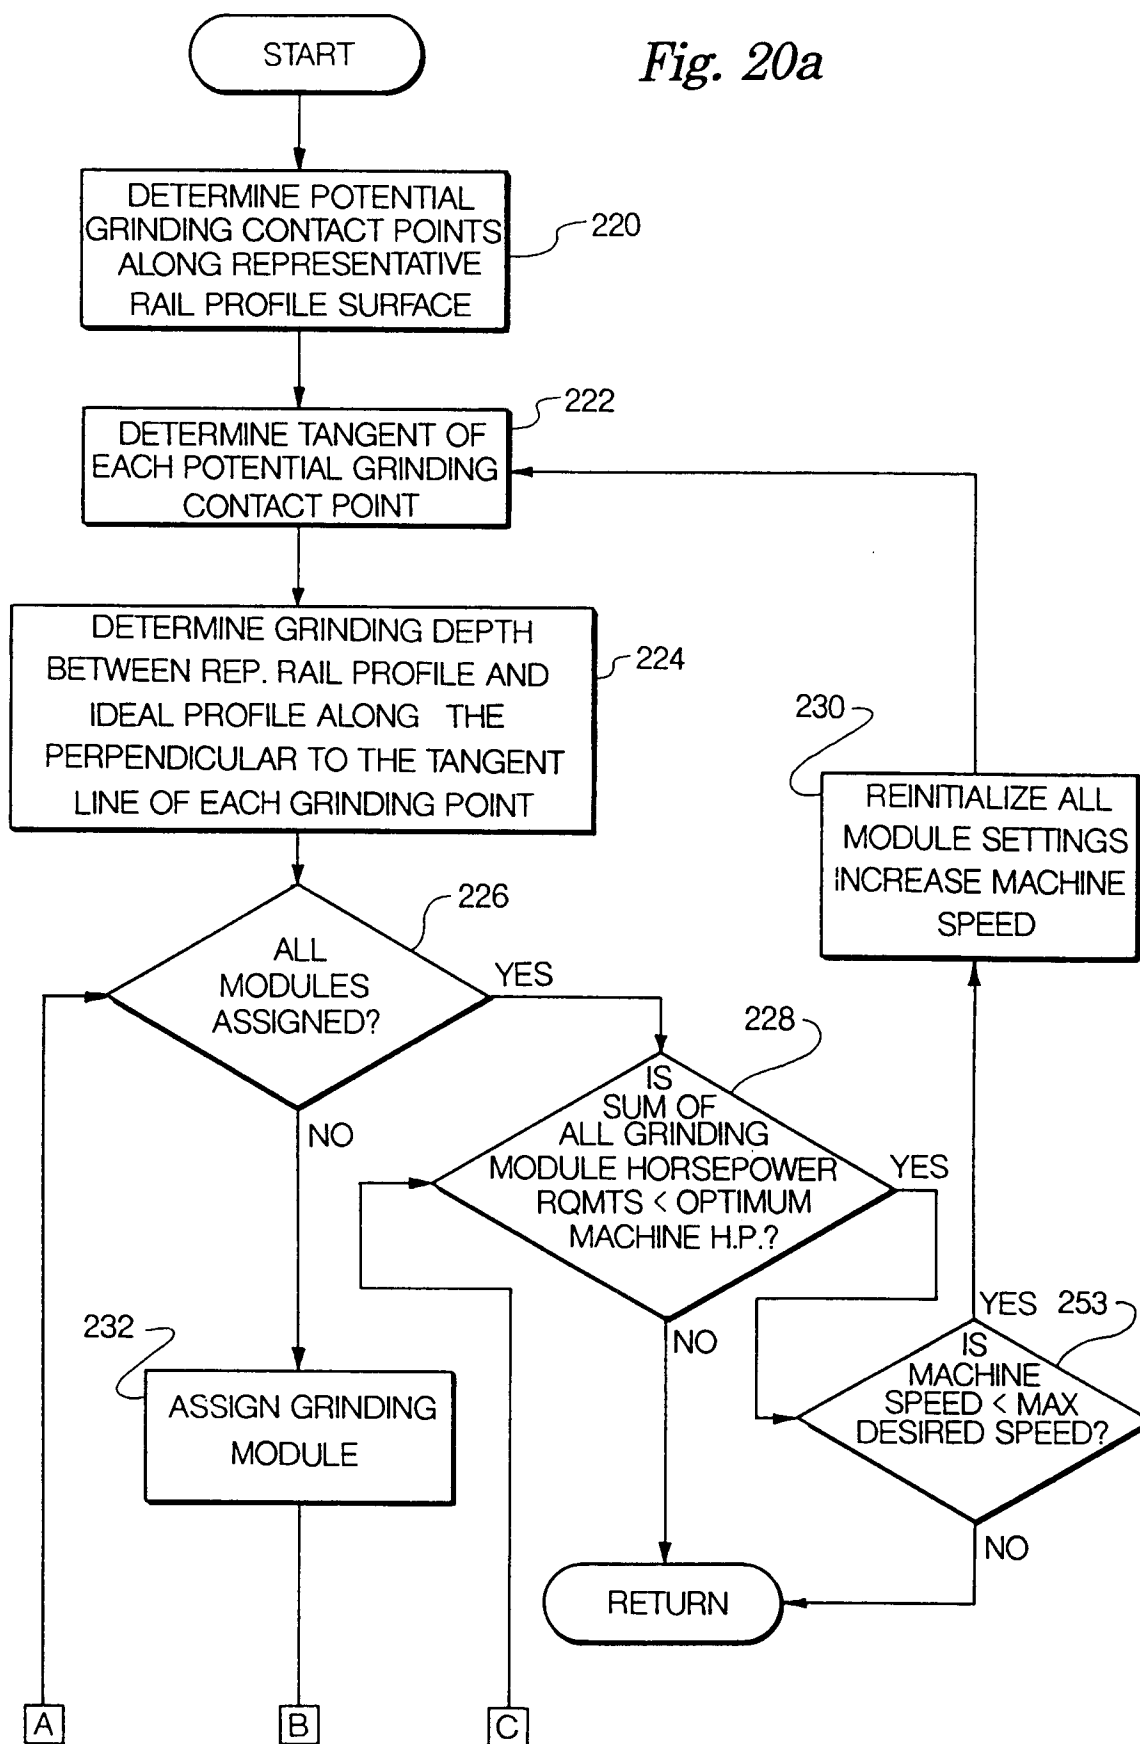 START
Fig. 20a
DETERMINE POTENTIAL
GRINDING CONTACT POINTS
ALONG REPRESENTATIVE
RAIL PROFILE SURFACE
220
222
DETERMINE TANGENT OF
EACH POTENTIAL GRINDING
CONTACT POINT
DETERMINE GRINDING DEPTH
BETWEEN REP. RAIL PROFILE AND
IDEAL PROFILE ALONG THE
PERPENDICULAR TO THE TANGENT
LINE OF EACH GRINDING POINT
224
230
REINITIALIZE ALL
MODULE SETTINGS
INCREASE MACHINE
SPEED
226
ALL
MODULES
ASSIGNED?
YES
NO
228
IS
SUM OF
ALL GRINDING
MODULE HORSEPOWER
RQMTS < OPTIMUM
MACHINE H.P.?
YES
NO
YES
253
IS
MACHINE
SPEED < MAX
DESIRED SPEED?
NO
232
ASSIGN GRINDING
MODULE
RETURN
A
B
C